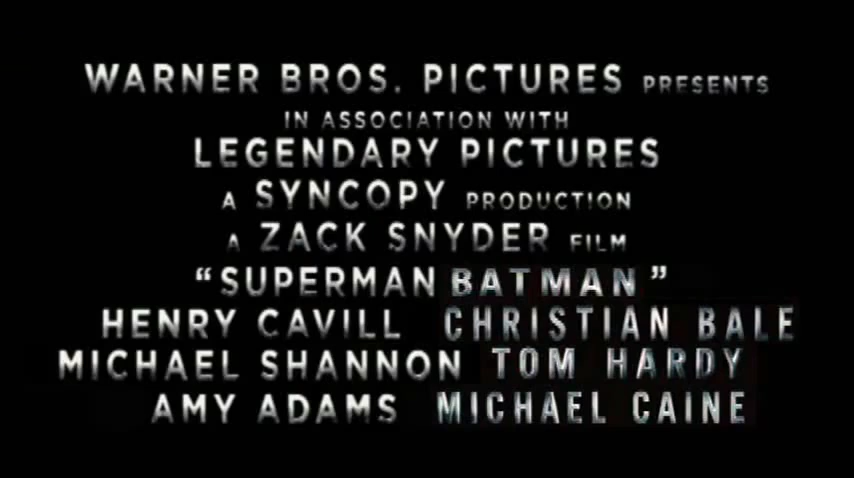 WARNER BROS. PICTURES PRESENTS
IN ASSOCIATION WITH
LEGENDARY PICTURES
A SYNCOPY PRODUCTION
A ZACK SNYDER FILM
“SUPERMAN BATMAN”
HENRY CAVILL CHRISTIAN BALE
MICHAEL SHANNON TOM HARDY
AMY ADAMS MICHAEL CAINE